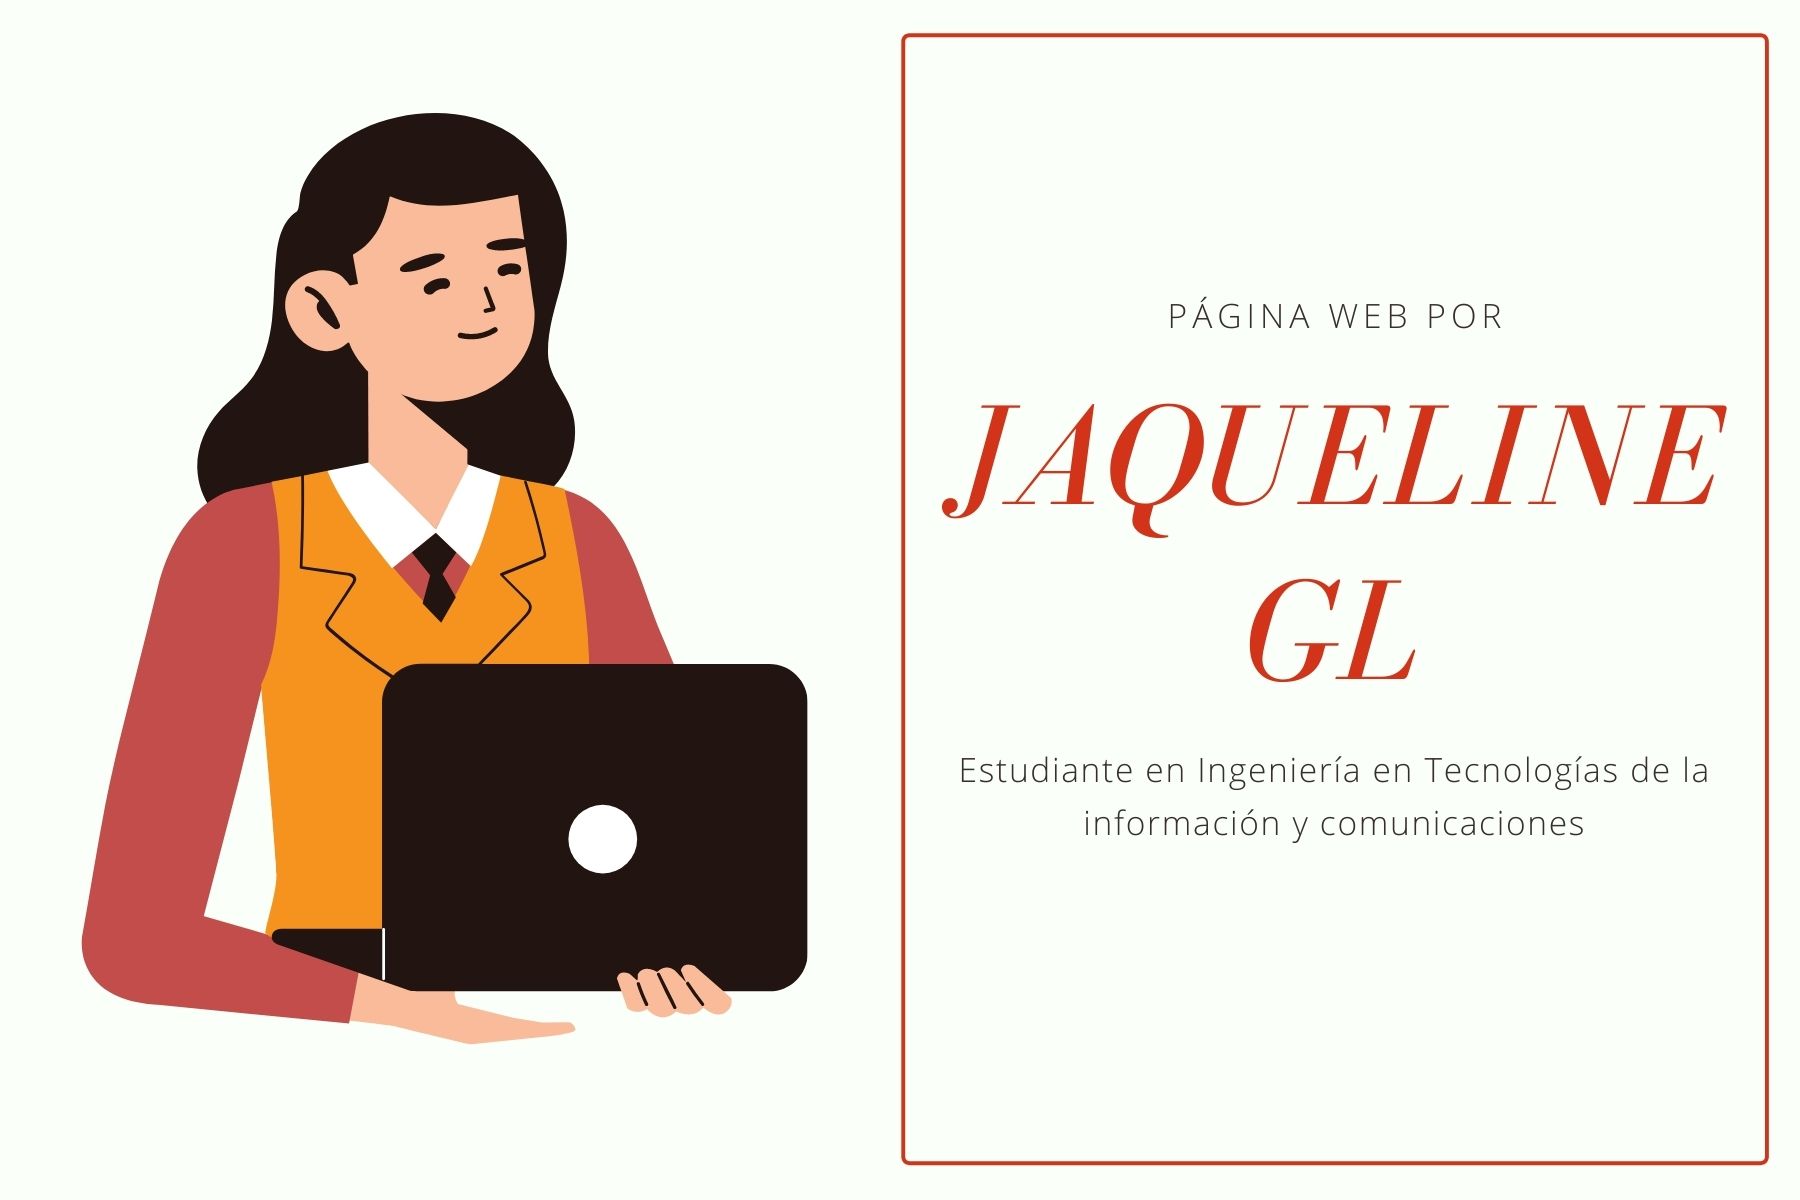 PÁGINA WEB POR
JAQUELINE
GL
Estudiante en Ingeniería en Tecnologías de la
información y comunicaciones